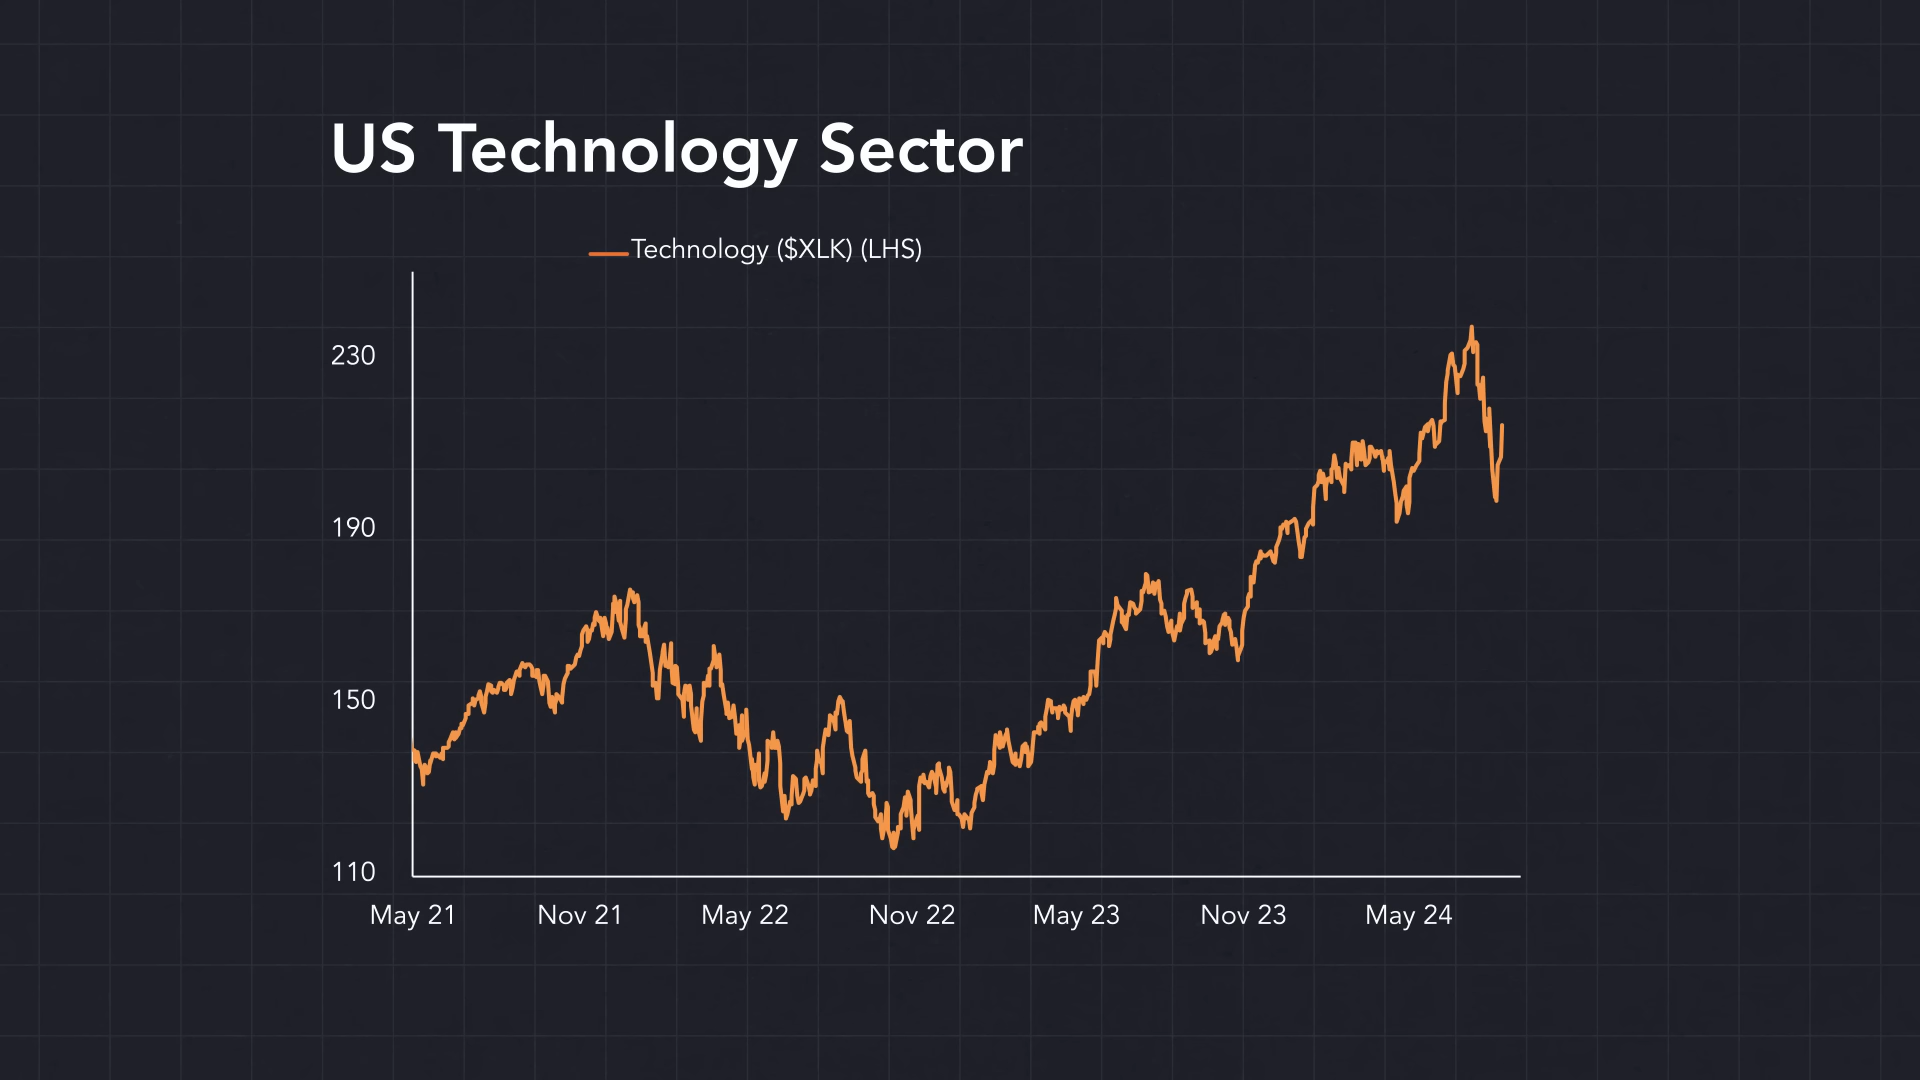 US Technology Sector
Technology ($XLK) (LHS)
230
190
150
110
May 21 Nov 21 May 22 Nov 22 May 23 Nov 23 May 24